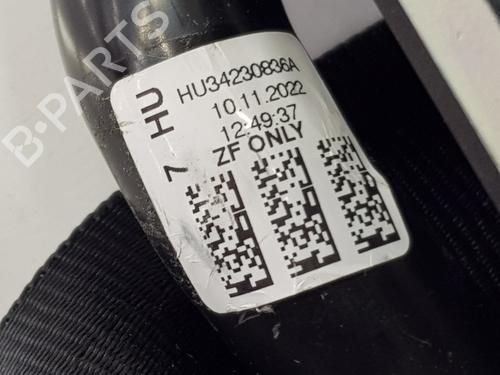 7 HU
HU34230836A
10.11.2022
12:49:37
ZF ONLY
B-PARTS